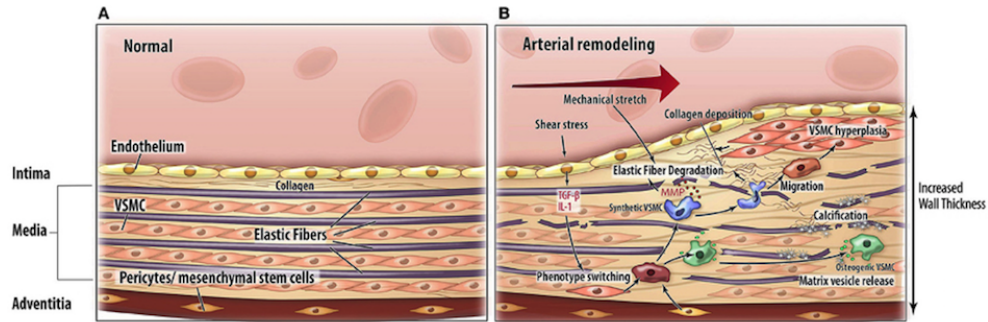 A
Normal
Endothelium
Intima
Collagen
VSMC
Media
Elastic Fibers
Pericytes/ mesenchymal stem cells
Adventitia
B
Arterial remodeling
Mechanical stretch
Collagen deposition
Shear stress
VSMC hyperplasia
Elastic Fiber Degradation
TGF-β
IL-1
MMP
Migration
Synthetic VSMC
Calcification
Osteogenic VSMC
Phenotype switching
Matrix vesicle release
Increased
Wall Thickness